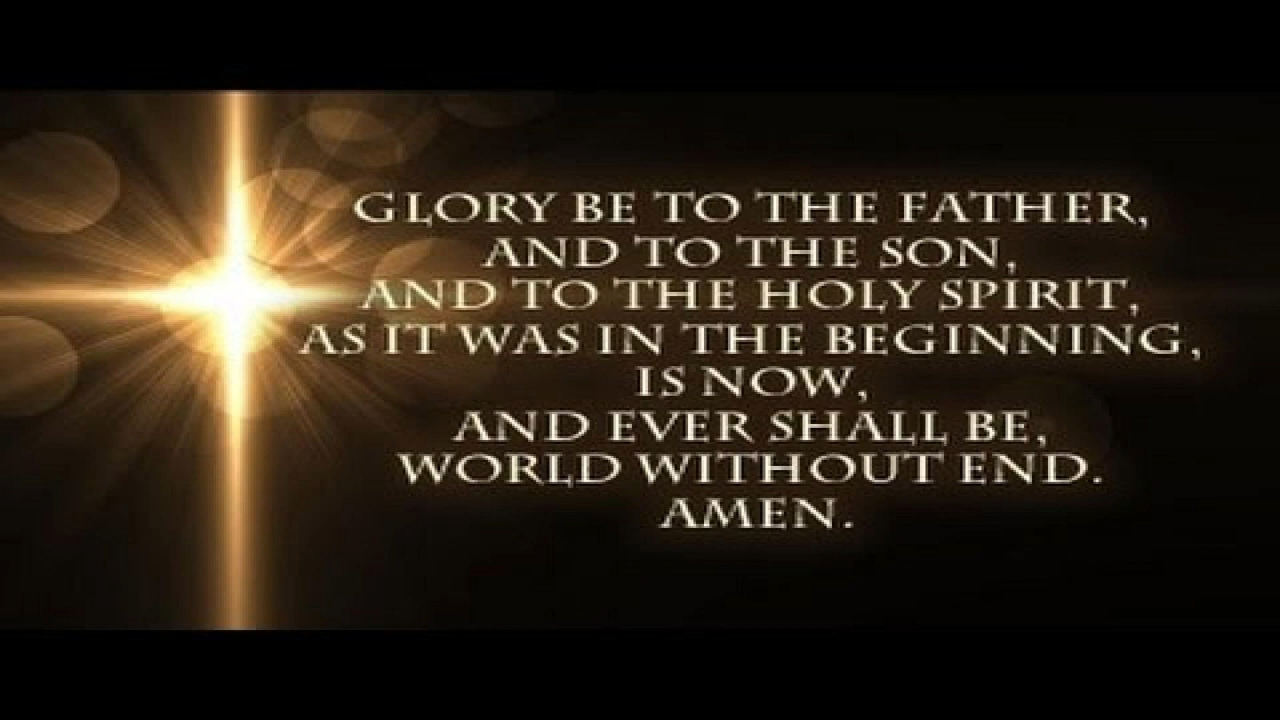 GLORY BE TO THE FATHER,
AND TO THE SON,
AND TO THE HOLY SPIRIT,
AS IT WAS IN THE BEGINNING,
IS NOW,
AND EVER SHALL BE,
WORLD WITHOUT END.
AMEN.